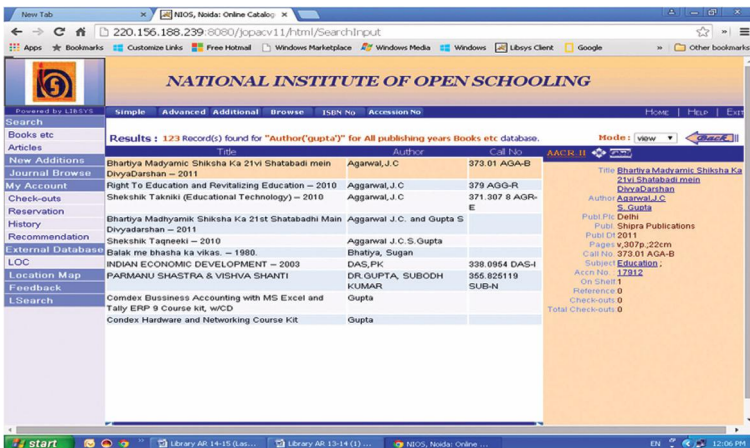 New Tab
NIOS, Noida: Online Catalog
220.156.188.239:8080/jopacv11/html/SearchInput
Apps Bookmarks Customize Links Free Hotmail Windows Marketplace Windows Media Windows Libsys Client Google » Other bookmarks
NATIONAL INSTITUTE OF OPEN SCHOOLING
Powered by LIBSYS
Simple Advanced Additional Browse ISBN No Accession No Home | Help | Exit
Search
Books etc
Articles
New Additions
Journal Browse
My Account
Check-outs
Reservation
History
Recommendation
External Database
LOC
Location Map
Feedback
LSearch
Results : 123 Record(s) found for "Author('gupta')" for All publishing years Books etc database.
Mode: view Back
Title Author Call No
Bhartiya Madyamic Shiksha Ka 21vi Shatabadi mein Agarwal,J.C 373.01 AGA-B
DivyaDarshan – 2011
Right To Education and Revitalizing Education – 2010 Aggarwal,J.C 379 AGG-R
Shekshik Takniki (Educational Technology) – 2010 Aggarwal,J.C 371.307 8 AGR-
E
Bhartiya Madhyamik Shiksha Ka 21st Shatabadhi Main Aggarwal J.C. and Gupta S
Divyadarshan – 2011
Shekshik Taqneeki – 2010 Aggarwal J.C.S.Gupta
Balak me bhasha ka vikas. – 1980. Bhatiya, Sugan
INDIAN ECONOMIC DEVELOPMENT – 2003 DAS,PK 338.0954 DAS-I
PARMANU SHASTRA & VISHVA SHANTI DR.GUPTA, SUBODH 355.825119
KUMAR SUB-N
Comdex Bussiness Accounting with MS Excel and Gupta
Tally ERP 9 Course kit, w/CD
Condex Hardware and Networking Course Kit Gupta
AACR II
Title Bhartiya Madyamic Shiksha Ka
21vi Shatabadi mein
DivyaDarshan
Author Agarwal,J.C
S. Gupta
Publ.Plc Delhi
Publ Shipra Publications
Publ Dt 2011
Pages v,307p.;22cm
Call No 373.01 AGA-B
Subject Education ;
Accn No. 17912
On Shelf 1
Reference 0
Check-outs 0
Total Check-outs 0
start Library AR 14-15 (Las... Library AR 13-14 (1) ... NIOS, Noida: Online ... EN 12:06 PM